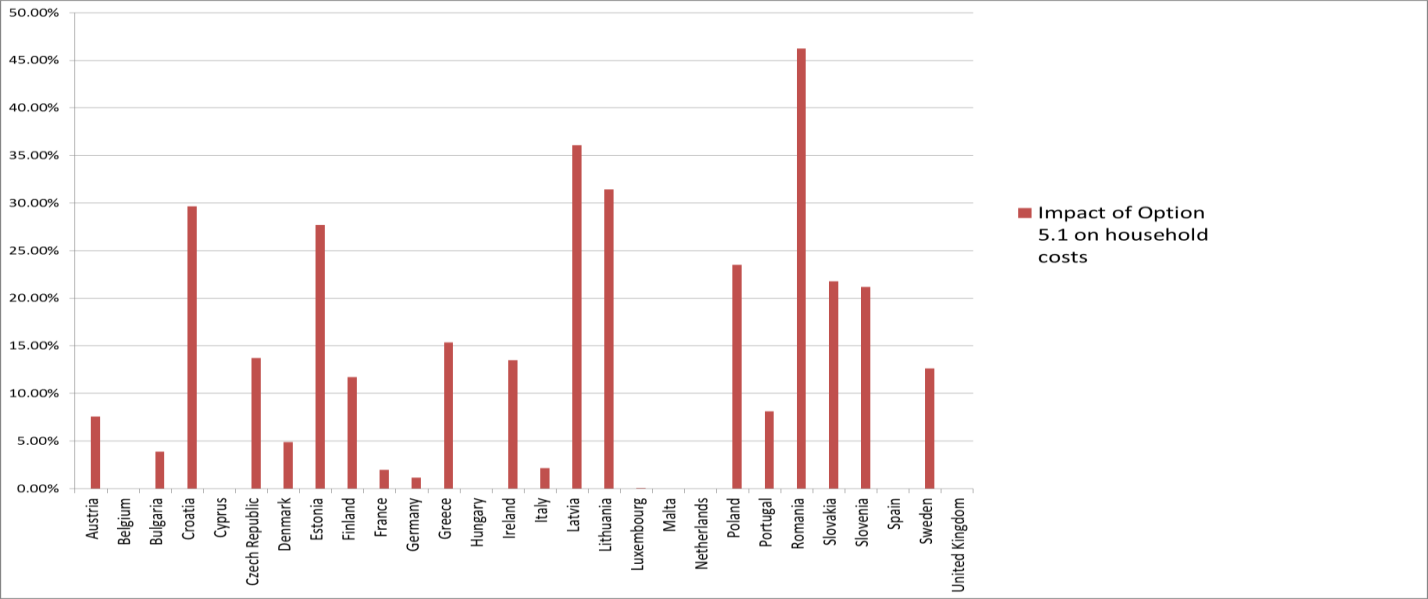 50.00%
45.00%
40.00%
35.00%
30.00%
25.00%
20.00%
15.00%
10.00%
5.00%
0.00%
Austria
Belgium
Bulgaria
Croatia
Cyprus
Czech Republic
Denmark
Estonia
Finland
France
Germany
Greece
Hungary
Ireland
Italy
Latvia
Lithuania
Luxembourg
Malta
Netherlands
Poland
Portugal
Romania
Slovakia
Slovenia
Spain
Sweden
United Kingdom
Impact of Option
5.1 on household
costs